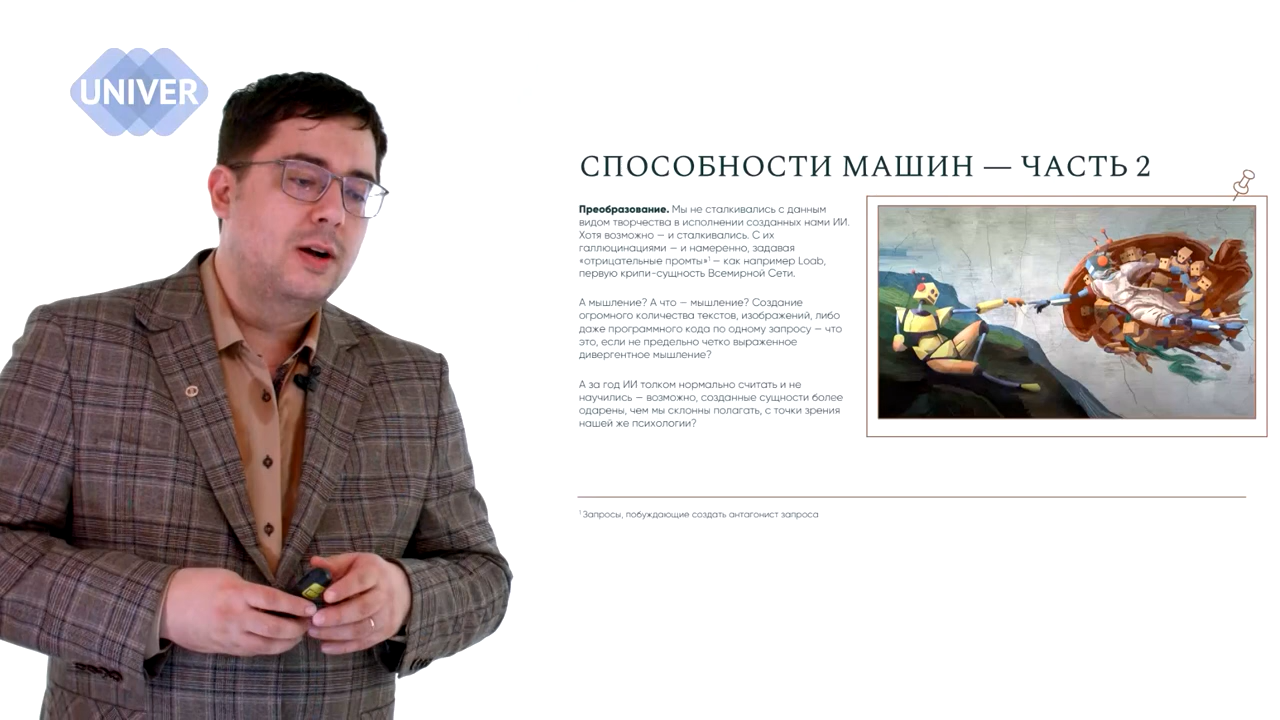 UNIVER
СПОСОБНОСТИ МАШИН — ЧАСТЬ 2
Преобразование. Мы не сталкивались с данным
видом творчества в исполнении созданных нами ИИ.
Хотя возможно — и сталкивались. С их
галлюцинациями — и намеренно, задавая
«отрицательные промты»¹ — как например Loab,
первую крипи-сущность Всемирной Сети.
А мышление? А что — мышление? Создание
огромного количества текстов, изображений, либо
даже программного кода по одному запросу — что
это, если не предельно четко выраженное
дивергентное мышление?
А за год ИИ толком нормально считать и не
научились — возможно, созданные сущности более
одарены, чем мы склонны полагать, с точки зрения
нашей же психологии?
¹ Запросы, побуждающие создать антагонист запроса